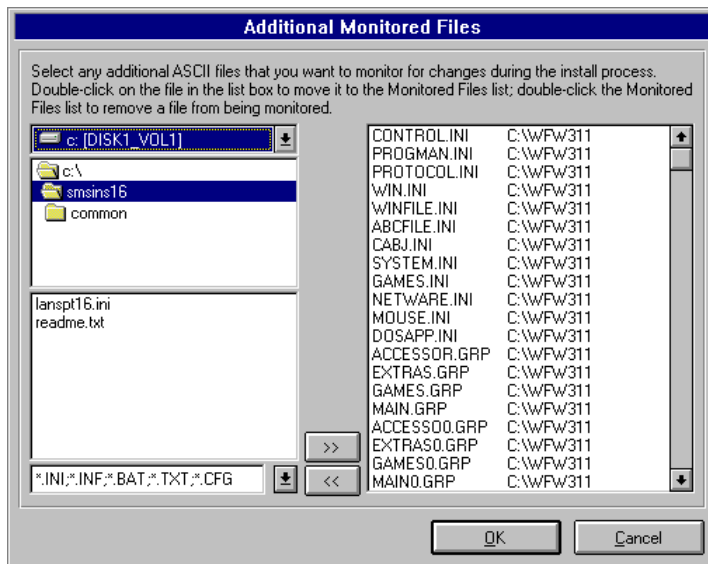 Additional Monitored Files
Select any additional ASCII files that you want to monitor for changes during the install process.
Double-click on the file in the list box to move it to the Monitored Files list; double-click the Monitored
Files list to remove a file from being monitored.
c: [DISK1_VOL1]
c:\
smsins16
common
lanspt16.ini
readme.txt
*.INI;*.INF;*.BAT;*.TXT;*.CFG
>>
<<
CONTROL.INI C:\WFW311
PROGMAN.INI C:\WFW311
PROTOCOL.INI C:\WFW311
WIN.INI C:\WFW311
WINFILE.INI C:\WFW311
ABCFILE.INI C:\WFW311
CABJ.INI C:\WFW311
SYSTEM.INI C:\WFW311
GAMES.INI C:\WFW311
NETWARE.INI C:\WFW311
MOUSE.INI C:\WFW311
DOSAPP.INI C:\WFW311
ACCESSOR.GRP C:\WFW311
EXTRAS.GRP C:\WFW311
GAMES.GRP C:\WFW311
MAIN.GRP C:\WFW311
ACCESSO0.GRP C:\WFW311
EXTRAS0.GRP C:\WFW311
GAMES0.GRP C:\WFW311
MAIN0.GRP C:\WFW311
OK
Cancel